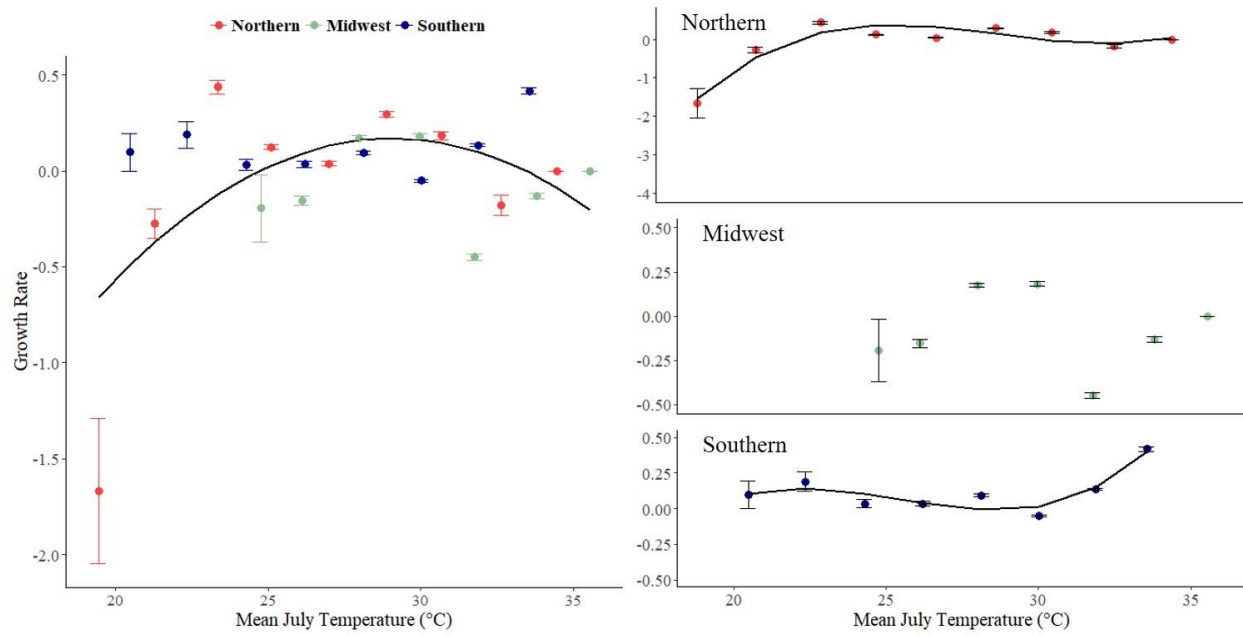 Northern Midwest Southern
0.5
0.0
-0.5
-1.0
-1.5
-2.0
Growth Rate
20 25 30 35
Mean July Temperature (°C)
Northern
0
-1
-2
-3
-4
Midwest
0.50
0.25
0.00
-0.25
-0.50
Southern
0.50
0.25
0.00
-0.25
-0.50
20 25 30 35
Mean July Temperature (°C)